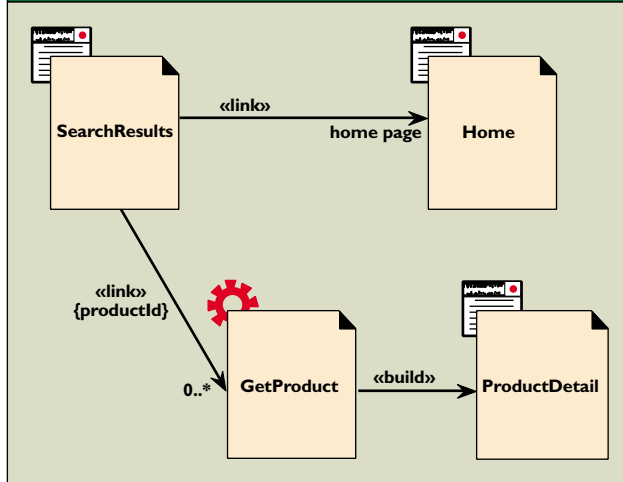 «link»
SearchResults
home page
Home
«link»
{productId}
0..*
GetProduct
«build»
ProductDetail